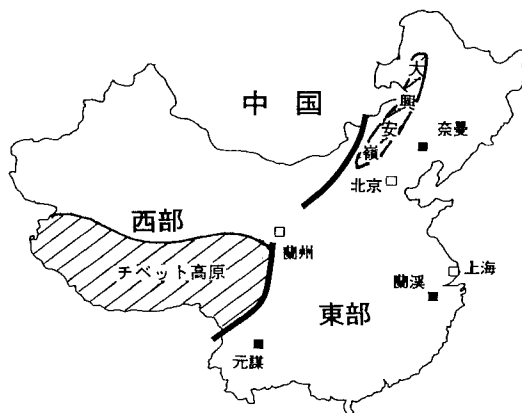 大
興
安
嶺
中 国
奈曼
北京
西部
蘭州
チベット高原
上海
蘭渓
東部
元謀